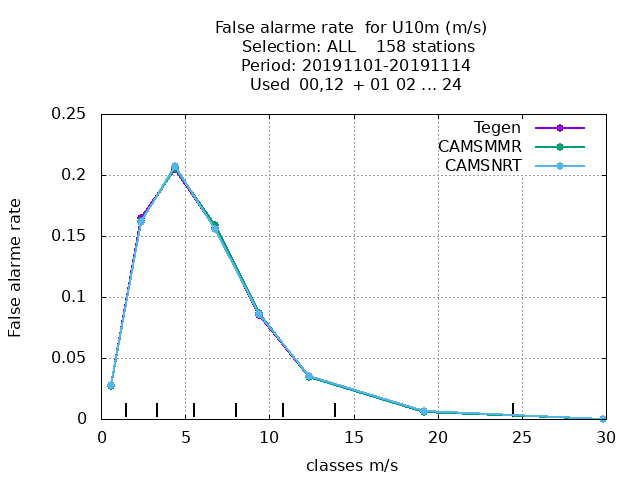 False alarme rate  for U10m (m/s)
Selection: ALL    158 stations
Period: 20191101-20191114
Used  00,12  + 01 02 ... 24
0.25
0.2
0.15
0.1
0.05
0
False alarme rate
Tegen
CAMSMMR
CAMSNRT
0 5 10 15 20 25 30
classes m/s